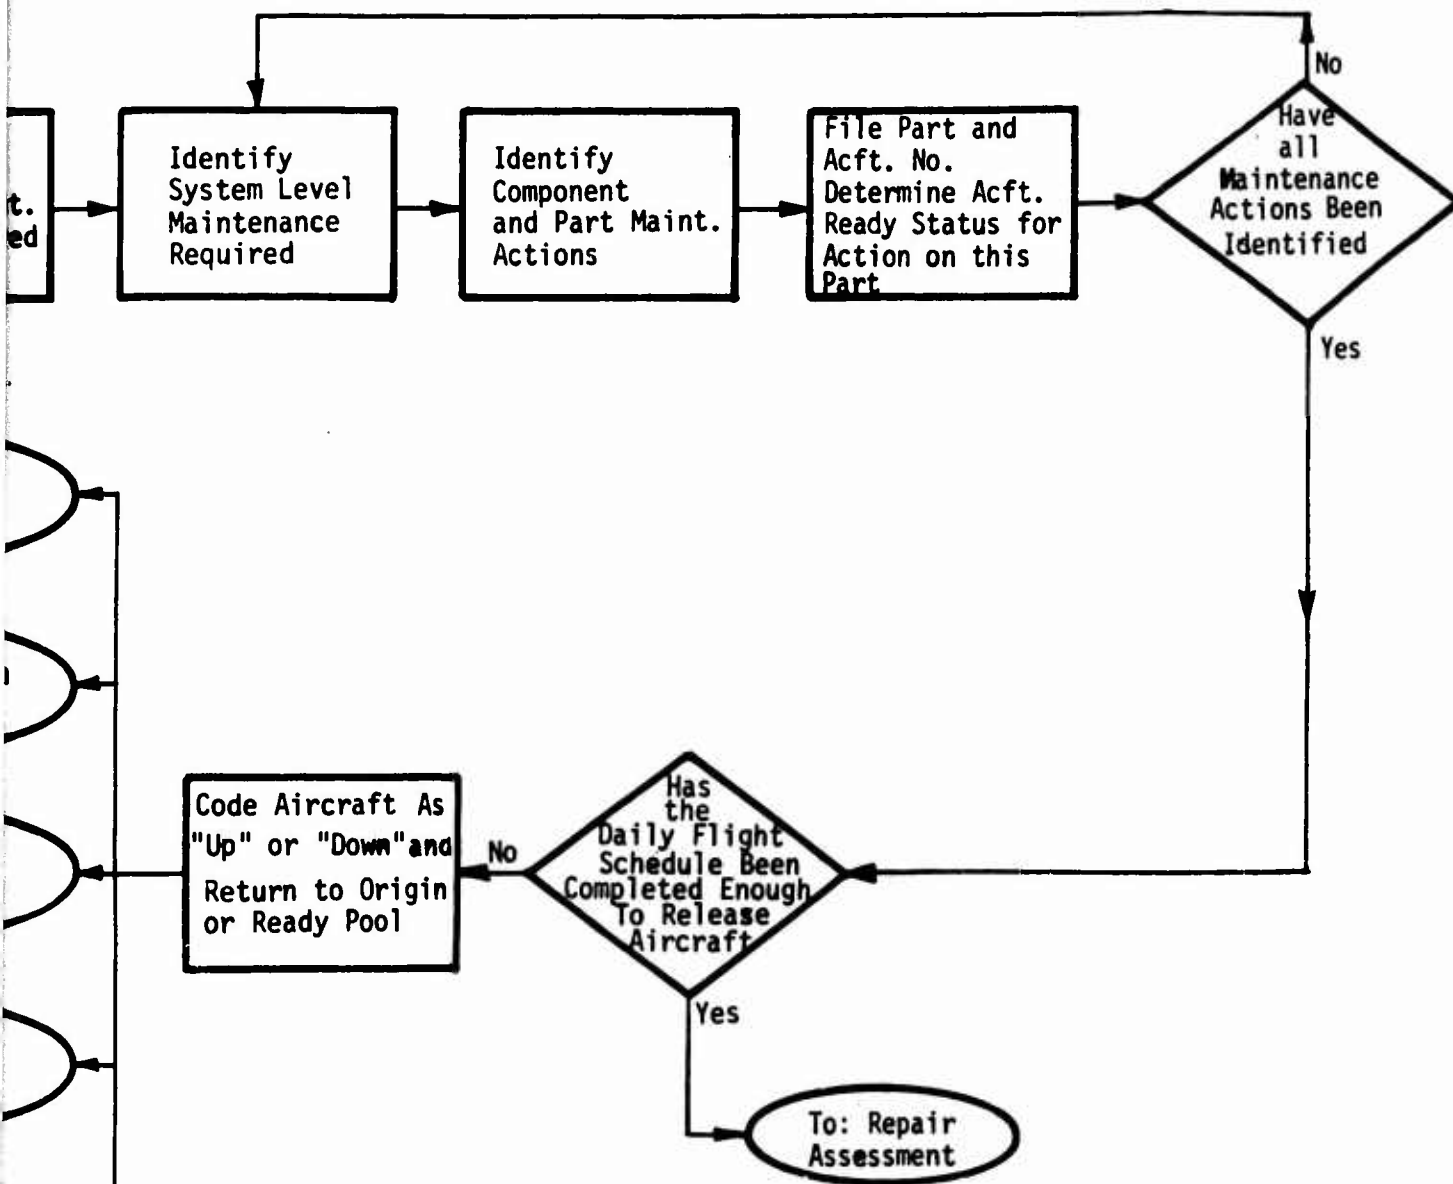 No
t.
ed
Identify
System Level
Maintenance
Required
Identify
Component
and Part Maint.
Actions
File Part and
Acft. No.
Determine Acft.
Ready Status for
Action on this
Part
Have
all
Maintenance
Actions Been
Identified
Yes
Code Aircraft As
"Up" or "Down"and
Return to Origin
or Ready Pool
No
Has
the
Daily Flight
Schedule Been
Completed Enough
To Release
Aircraft
Yes
To: Repair
Assessment